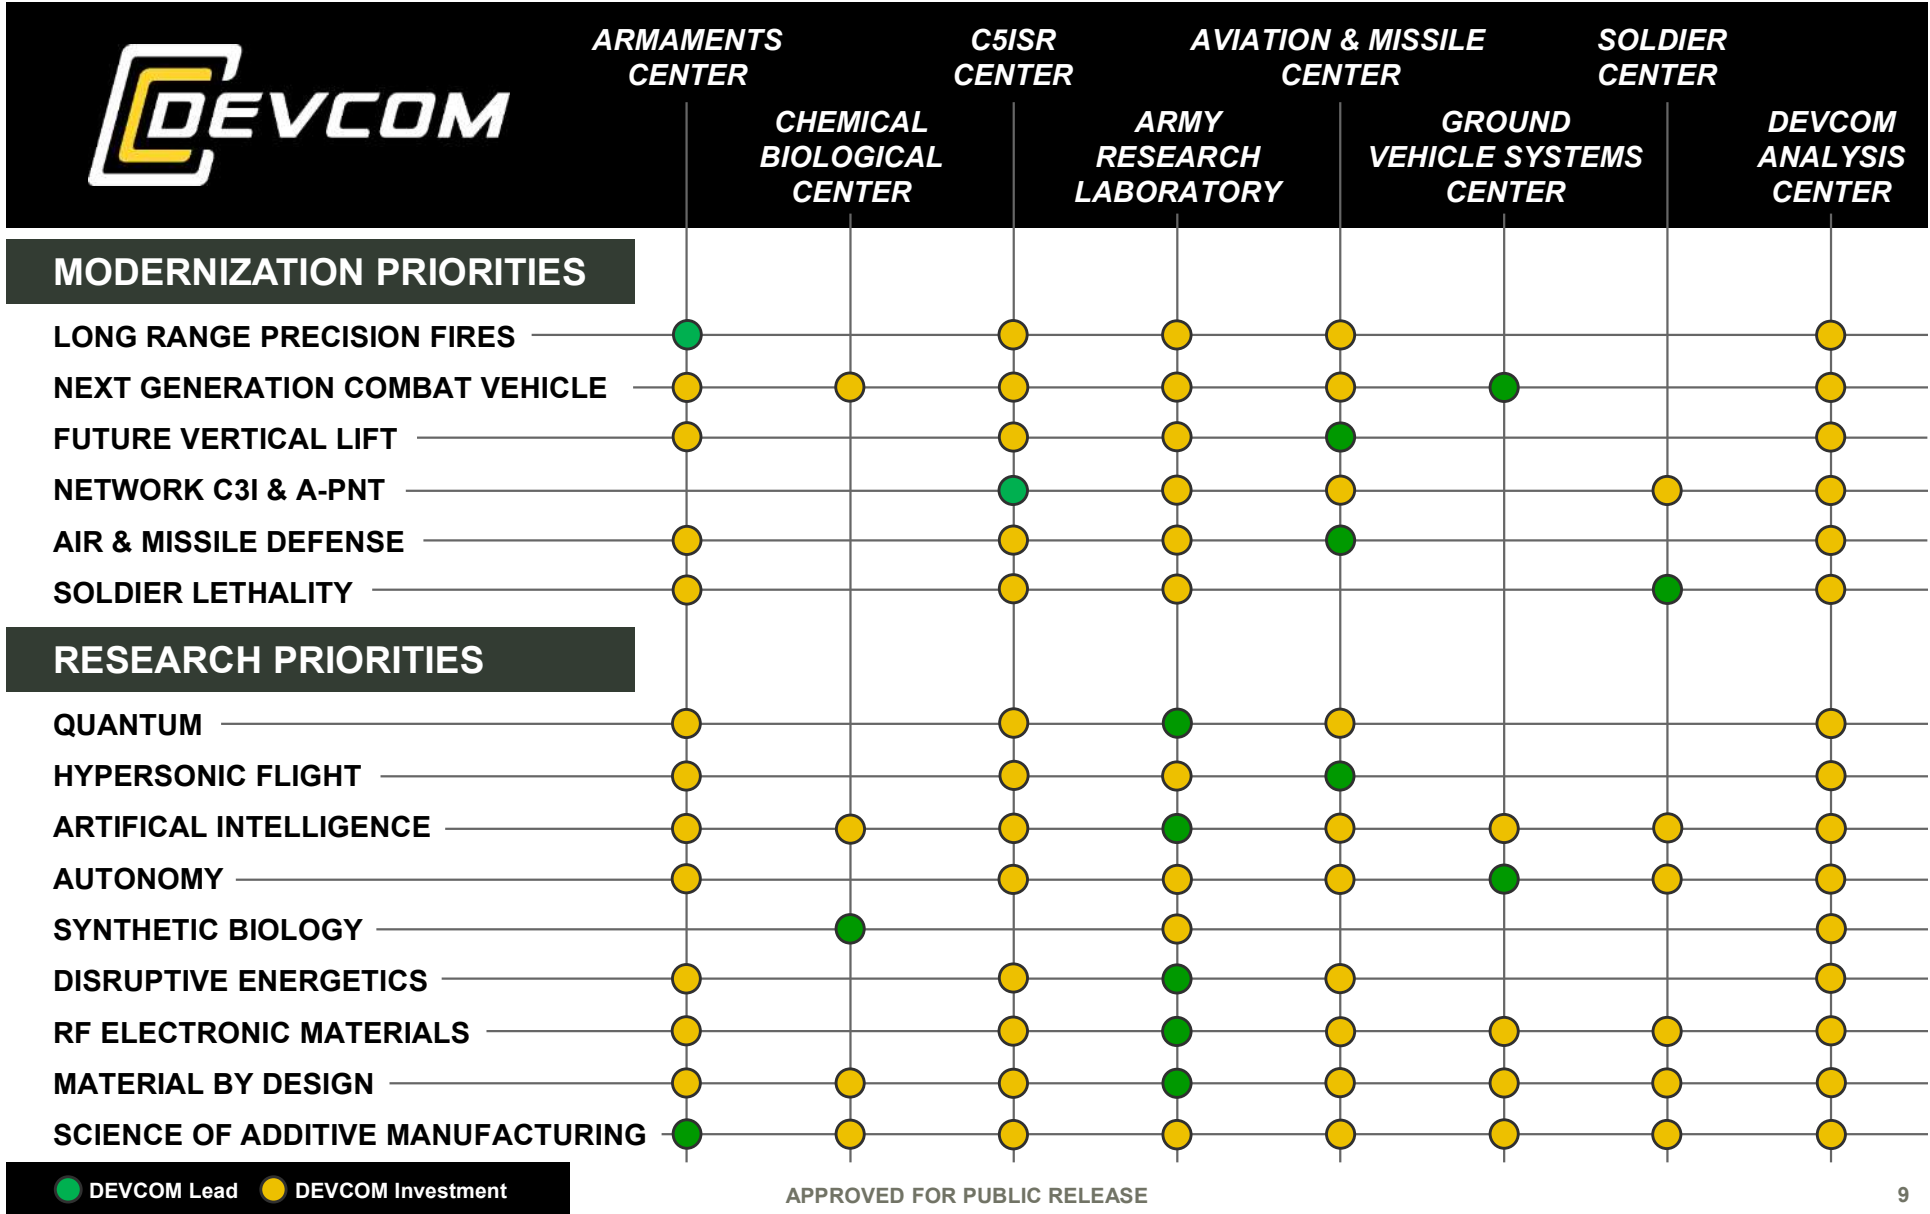 DEVCOM
ARMAMENTS
CENTER
CHEMICAL
BIOLOGICAL
CENTER
C5ISR
CENTER
ARMY
RESEARCH
LABORATORY
AVIATION & MISSILE
CENTER
GROUND
VEHICLE SYSTEMS
CENTER
SOLDIER
CENTER
DEVCOM
ANALYSIS
CENTER
MODERNIZATION PRIORITIES
LONG RANGE PRECISION FIRES
NEXT GENERATION COMBAT VEHICLE
FUTURE VERTICAL LIFT
NETWORK C3I & A-PNT
AIR & MISSILE DEFENSE
SOLDIER LETHALITY
RESEARCH PRIORITIES
QUANTUM
HYPERSONIC FLIGHT
ARTIFICAL INTELLIGENCE
AUTONOMY
SYNTHETIC BIOLOGY
DISRUPTIVE ENERGETICS
RF ELECTRONIC MATERIALS
MATERIAL BY DESIGN
SCIENCE OF ADDITIVE MANUFACTURING
DEVCOM Lead DEVCOM Investment
APPROVED FOR PUBLIC RELEASE
9